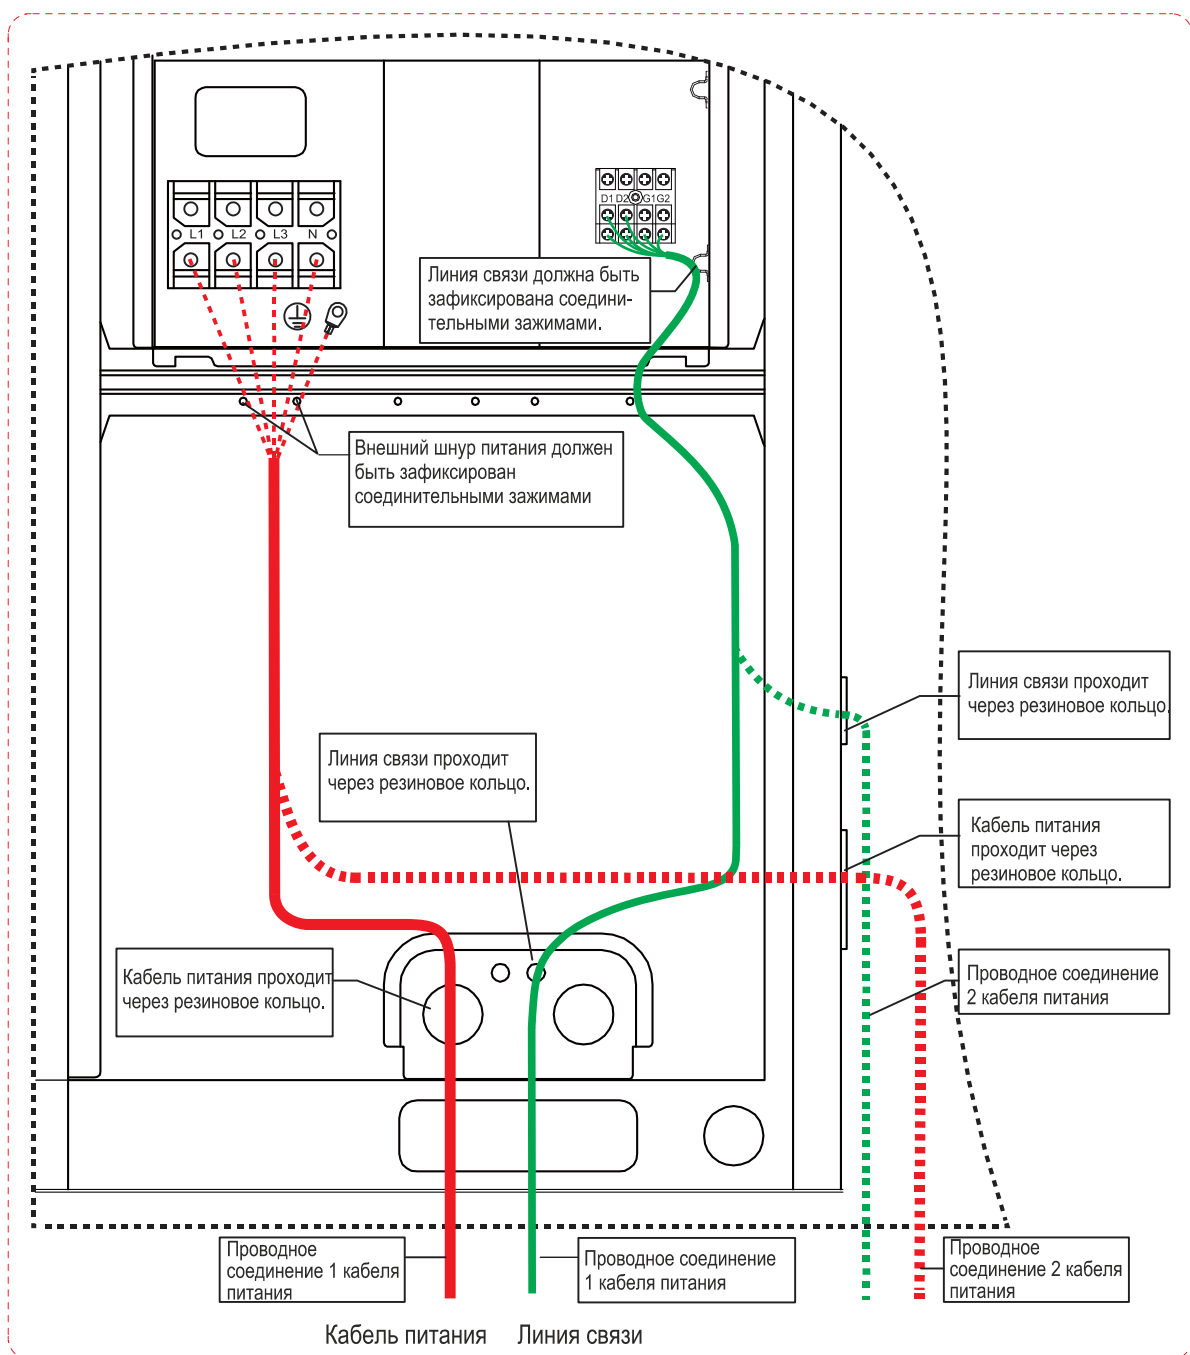 D1 D2 G1 G2
L1 L2 L3 N
Линия связи должна быть
зафиксирована соедини-
тельными зажимами.
Внешний шнур питания должен
быть зафиксирован
соединительными зажимами
Линия связи проходит
через резиновое кольцо.
Линия связи проходит
через резиновое кольцо.
Кабель питания
проходит через
резиновое кольцо.
Кабель питания проходит
через резиновое кольцо.
Проводное соединение
2 кабеля питания
Проводное
соединение 1 кабеля
питания
Проводное соединение
1 кабеля питания
Проводное
соединение 2 кабеля
питания
Кабель питания
Линия связи